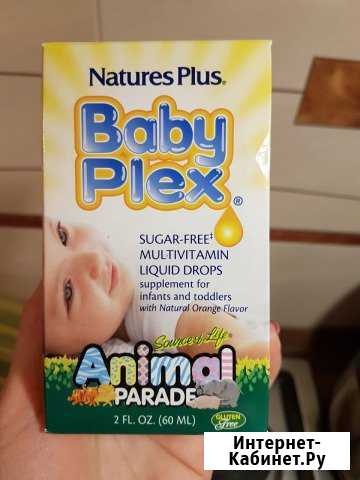 Natures Plus®
Baby
Plex®
SUGAR-FREE‡
MULTIVITAMIN
LIQUID DROPS
supplement for
infants and toddlers
with Natural Orange Flavor
Source of Life®
Animal
PARADE
2 FL. OZ. (60 ML)
GLUTEN
Free
Интернет-
Кабинет.Ру